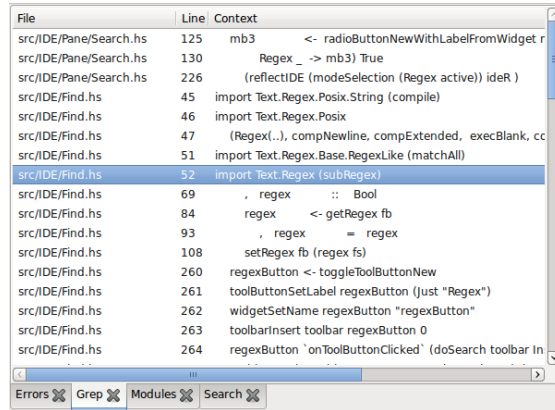 File Line Context
src/IDE/Pane/Search.hs 125 mb3 <- radioButtonNewWithLabelFromWidget
src/IDE/Pane/Search.hs 130 Regex _ -> mb3) True
src/IDE/Pane/Search.hs 226 (reflectIDE (modeSelection (Regex active)) ideR )
src/IDE/Find.hs 45 import Text.Regex.Posix.String (compile)
src/IDE/Find.hs 46 import Text.Regex.Posix
src/IDE/Find.hs 47 (Regex(..), compNewline, compExtended, execBlank,
src/IDE/Find.hs 51 import Text.Regex.Base.RegexLike (matchAll)
src/IDE/Find.hs 52 import Text.Regex (subRegex)
src/IDE/Find.hs 69 , regex :: Bool
src/IDE/Find.hs 84 regex <- getRegex fb
src/IDE/Find.hs 93 , regex = regex
src/IDE/Find.hs 108 setRegex fb (regex fs)
src/IDE/Find.hs 260 regexButton <- toggleToolButtonNew
src/IDE/Find.hs 261 toolButtonSetLabel regexButton (Just "Regex")
src/IDE/Find.hs 262 widgetSetName regexButton "regexButton"
src/IDE/Find.hs 263 toolbarInsert toolbar regexButton 0
src/IDE/Find.hs 264 regexButton `onToolButtonClicked` (doSearch toolbar In
Errors Grep Modules Search